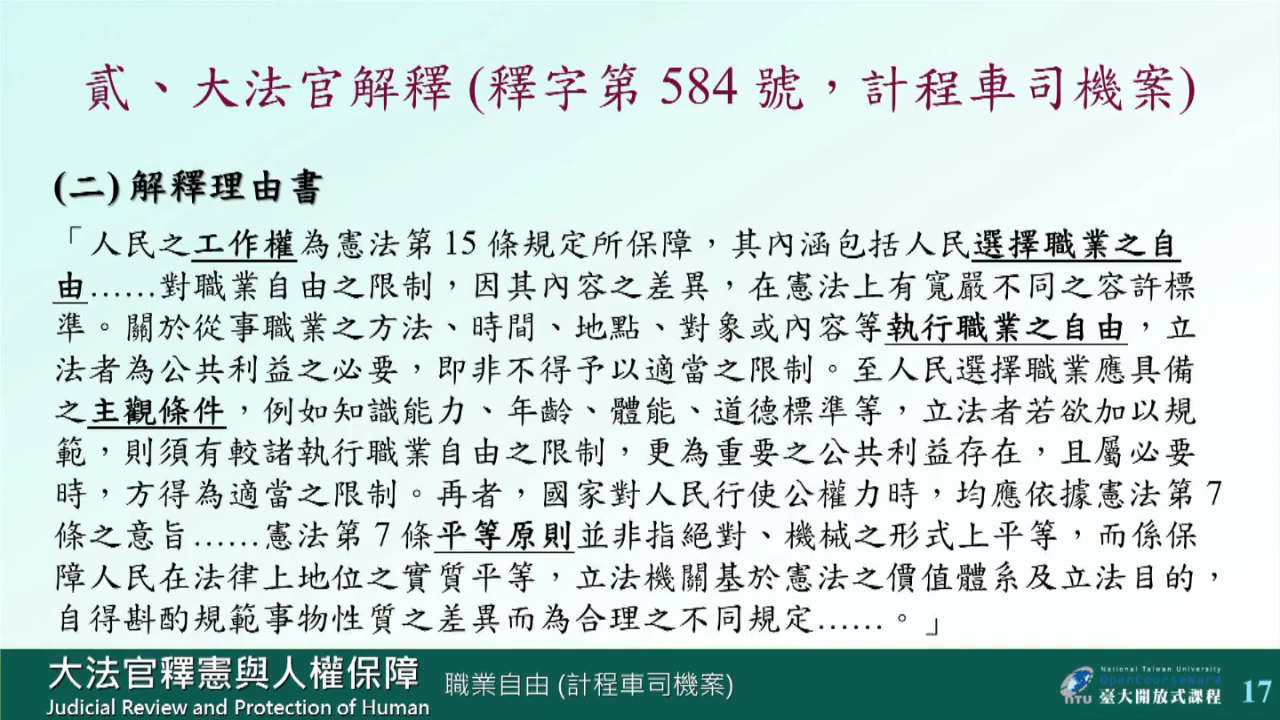 貳、大法官解釋 (釋字第 584 號，計程車司機案)
(二) 解釋理由書
「人民之工作權為憲法第 15 條規定所保障，其內涵包括人民選擇職業之自
由……對職業自由之限制，因其內容之差異，在憲法上有寬嚴不同之容許標
準。關於從事職業之方法、時間、地點、對象或內容等執行職業之自由，立
法者為公共利益之必要，即非不得予以適當之限制。至人民選擇職業應具備
之主觀條件，例如知識能力、年齡、體能、道德標準等，立法者若欲加以規
範，則須有較諸執行職業自由之限制，更為重要之公共利益存在，且屬必要
時，方得為適當之限制。再者，國家對人民行使公權力時，均應依據憲法第 7
條之意旨……憲法第 7 條平等原則並非指絕對、機械之形式上平等，而係保
障人民在法律上地位之實質平等，立法機關基於憲法之價值體系及立法目的，
自得斟酌規範事物性質之差異而為合理之不同規定……。」
大法官釋憲與人權保障
Judicial Review and Protection of Human
職業自由 (計程車司機案)
National Taiwan University
OpenCourseWare
NTU 臺大開放式課程
17